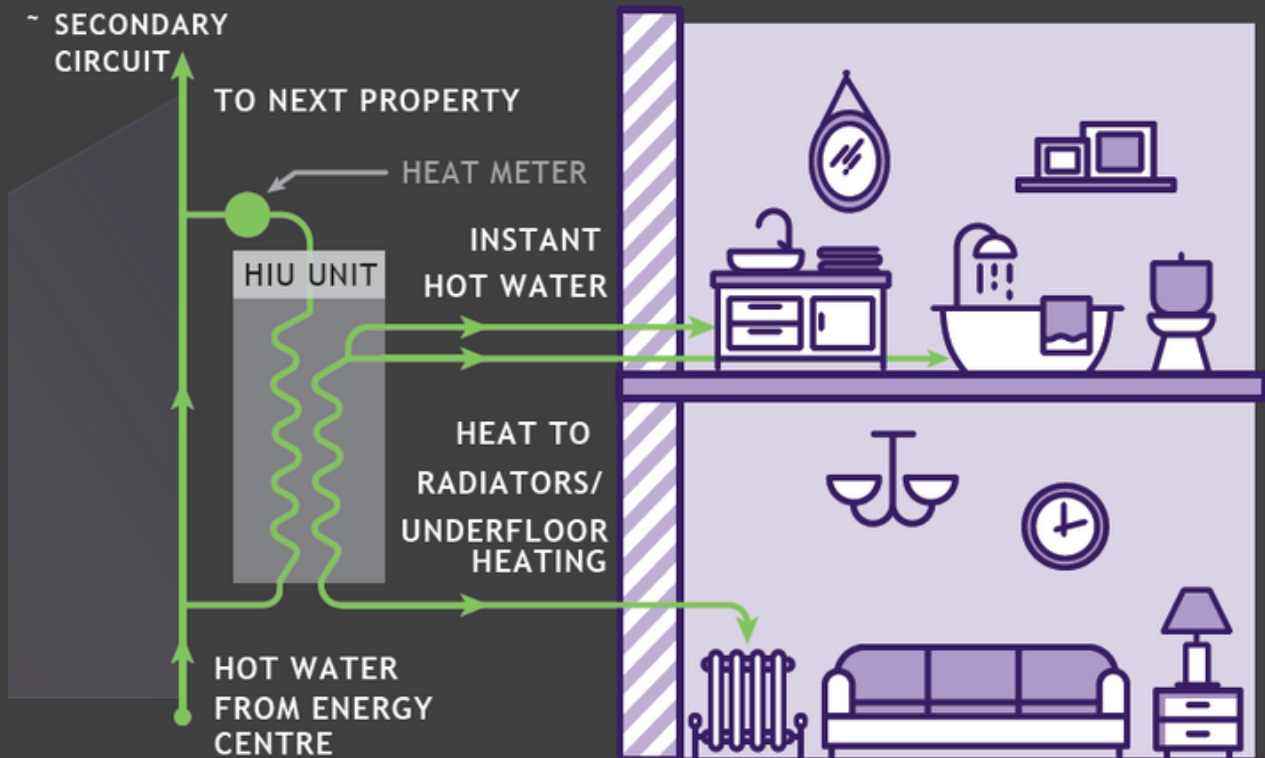 ~ SECONDARY
CIRCUIT
TO NEXT PROPERTY
HEAT METER
INSTANT
HOT WATER
HIU UNIT
HEAT TO
RADIATORS/
UNDERFLOOR
HEATING
HOT WATER
FROM ENERGY
CENTRE